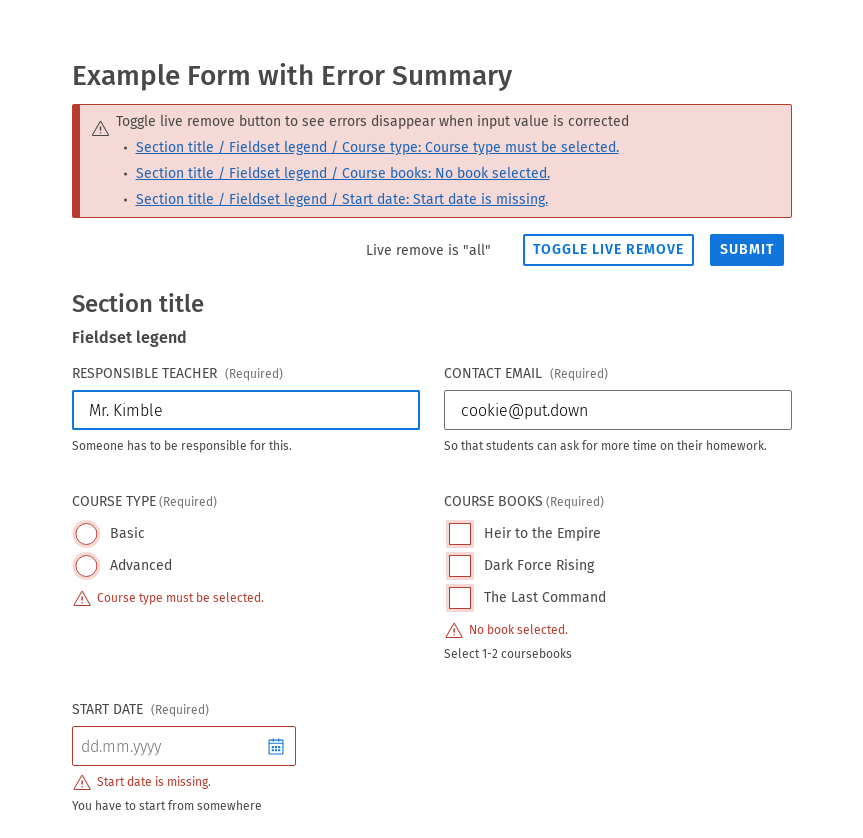 Example Form with Error Summary
Toggle live remove button to see errors disappear when input value is corrected
• Section title / Fieldset legend / Course type: Course type must be selected.
• Section title / Fieldset legend / Course books: No book selected.
• Section title / Fieldset legend / Start date: Start date is missing.
Live remove is "all" TOGGLE LIVE REMOVE SUBMIT
Section title
Fieldset legend
RESPONSIBLE TEACHER (Required)
Mr. Kimble
Someone has to be responsible for this.
CONTACT EMAIL (Required)
cookie@put.down
So that students can ask for more time on their homework.
COURSE TYPE (Required)
Basic
Advanced
Course type must be selected.
COURSE BOOKS (Required)
Heir to the Empire
Dark Force Rising
The Last Command
No book selected.
Select 1-2 coursebooks
START DATE (Required)
dd.mm.yyyy
Start date is missing.
You have to start from somewhere